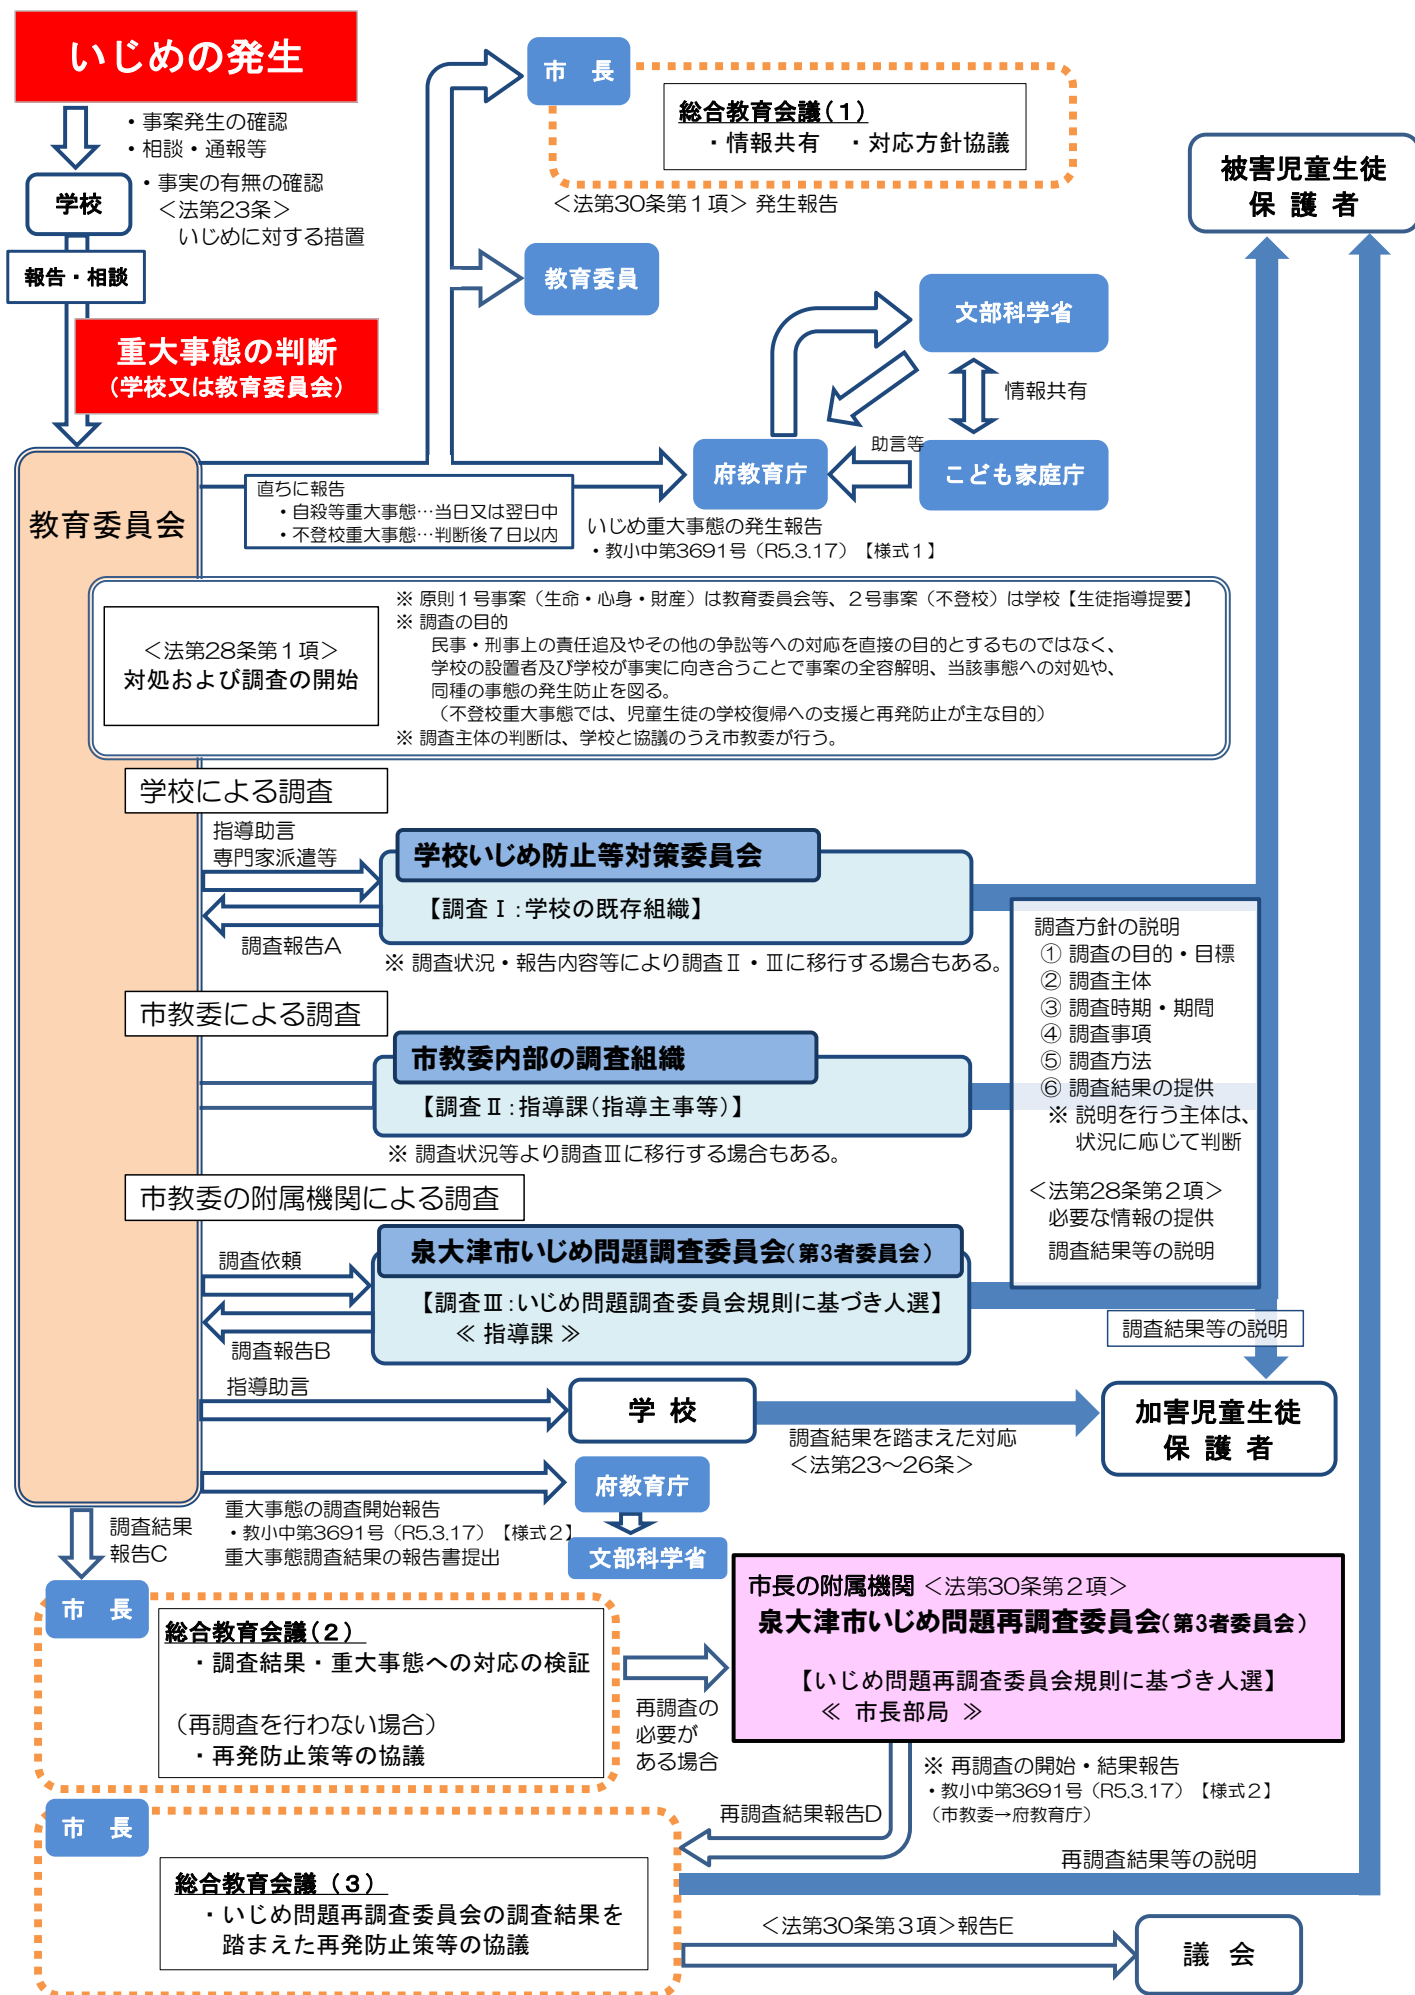 いじめの発生
・事案発生の確認
・相談・通報等
学校
・事実の有無の確認
＜法第23条＞
いじめに対する措置
報告・相談
重大事態の判断
（学校又は教育委員会）
市　長
総合教育会議（１）
・情報共有　・対応方針協議
＜法第30条第１項＞ 発生報告
教育委員
文部科学省
情報共有
助言等
府教育庁
こども家庭庁
いじめ重大事態の発生報告
・教小中第3691号（R5.3.17）【様式１】
被害児童生徒
保 護 者
教育委員会
直ちに報告
・自殺等重大事態…当日又は翌日中
・不登校重大事態…判断後７日以内
＜法第28条第１項＞
対処および調査の開始
※ 原則１号事案（生命・心身・財産）は教育委員会等、２号事案（不登校）は学校【生徒指導提要】
※ 調査の目的
民事・刑事上の責任追及やその他の争訟等への対応を直接の目的とするものではなく、
学校の設置者及び学校が事実に向き合うことで事案の全容解明、当該事態への対処や、
同種の事態の発生防止を図る。
（不登校重大事態では、児童生徒の学校復帰への支援と再発防止が主な目的）
※ 調査主体の判断は、学校と協議のうえ市教委が行う。
学校による調査
指導助言
専門家派遣等
調査報告A
学校いじめ防止等対策委員会
【調査Ⅰ：学校の既存組織】
※ 調査状況・報告内容等により調査Ⅱ・Ⅲに移行する場合もある。
市教委による調査
市教委内部の調査組織
【調査Ⅱ：指導課（指導主事等）】
※ 調査状況等より調査Ⅲに移行する場合もある。
市教委の附属機関による調査
調査依頼
調査報告B
泉大津市いじめ問題調査委員会（第3者委員会）
【調査Ⅲ：いじめ問題調査委員会規則に基づき人選】
≪ 指導課 ≫
調査方針の説明
① 調査の目的・目標
② 調査主体
③ 調査時期・期間
④ 調査事項
⑤ 調査方法
⑥ 調査結果の提供
※ 説明を行う主体は、
状況に応じて判断
＜法第28条第２項＞
必要な情報の提供
調査結果等の説明
調査結果等の説明
指導助言
学 校
調査結果を踏まえた対応
＜法第23～26条＞
加害児童生徒
保 護 者
府教育庁
重大事態の調査開始報告
・教小中第3691号（R5.3.17）【様式２】
重大事態調査結果の報告書提出
文部科学省
調査結果
報告C
市　長
総合教育会議（２）
・調査結果・重大事態への対応の検証
（再調査を行わない場合）
・再発防止策等の協議
再調査の
必要が
ある場合
市長の附属機関 ＜法第30条第２項＞
泉大津市いじめ問題再調査委員会（第3者委員会）
【いじめ問題再調査委員会規則に基づき人選】
≪ 市長部局 ≫
※ 再調査の開始・結果報告
・教小中第3691号（R5.3.17）【様式２】
（市教委→府教育庁）
再調査結果報告D
市　長
総合教育会議（３）
・いじめ問題再調査委員会の調査結果を
踏まえた再発防止策等の協議
再調査結果等の説明
＜法第30条第３項＞報告E
議 会